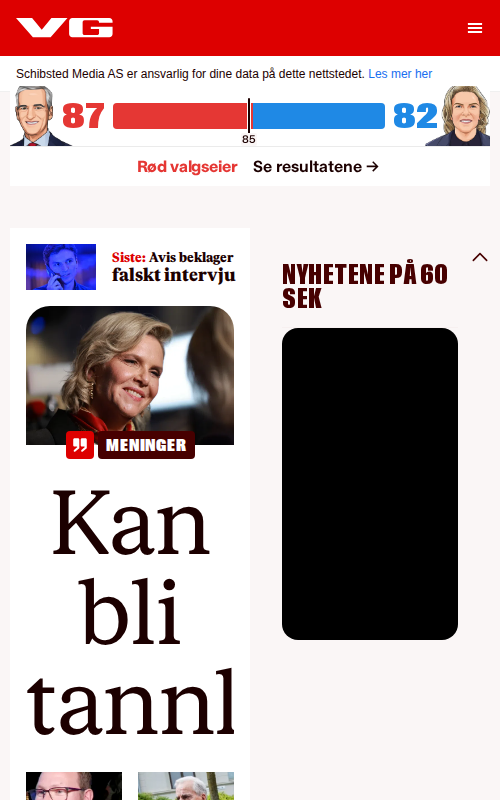 VG
Schibsted Media AS er ansvarlig for dine data på dette nettstedet. Les mer her
87
82
85
Rød valgseier Se resultatene →
Siste: Avis beklager
falskt intervju
MENINGER
Kan
bli
NYHETENE PÅ 60
SEK